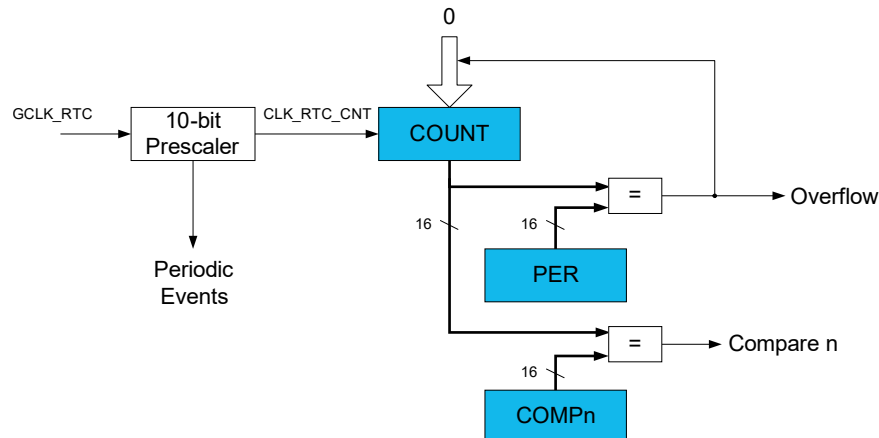 0
GCLK_RTC
10-bit
Prescaler
CLK_RTC_CNT
COUNT
=
Overflow
16
16
PER
Periodic
Events
=
Compare n
16
COMPn